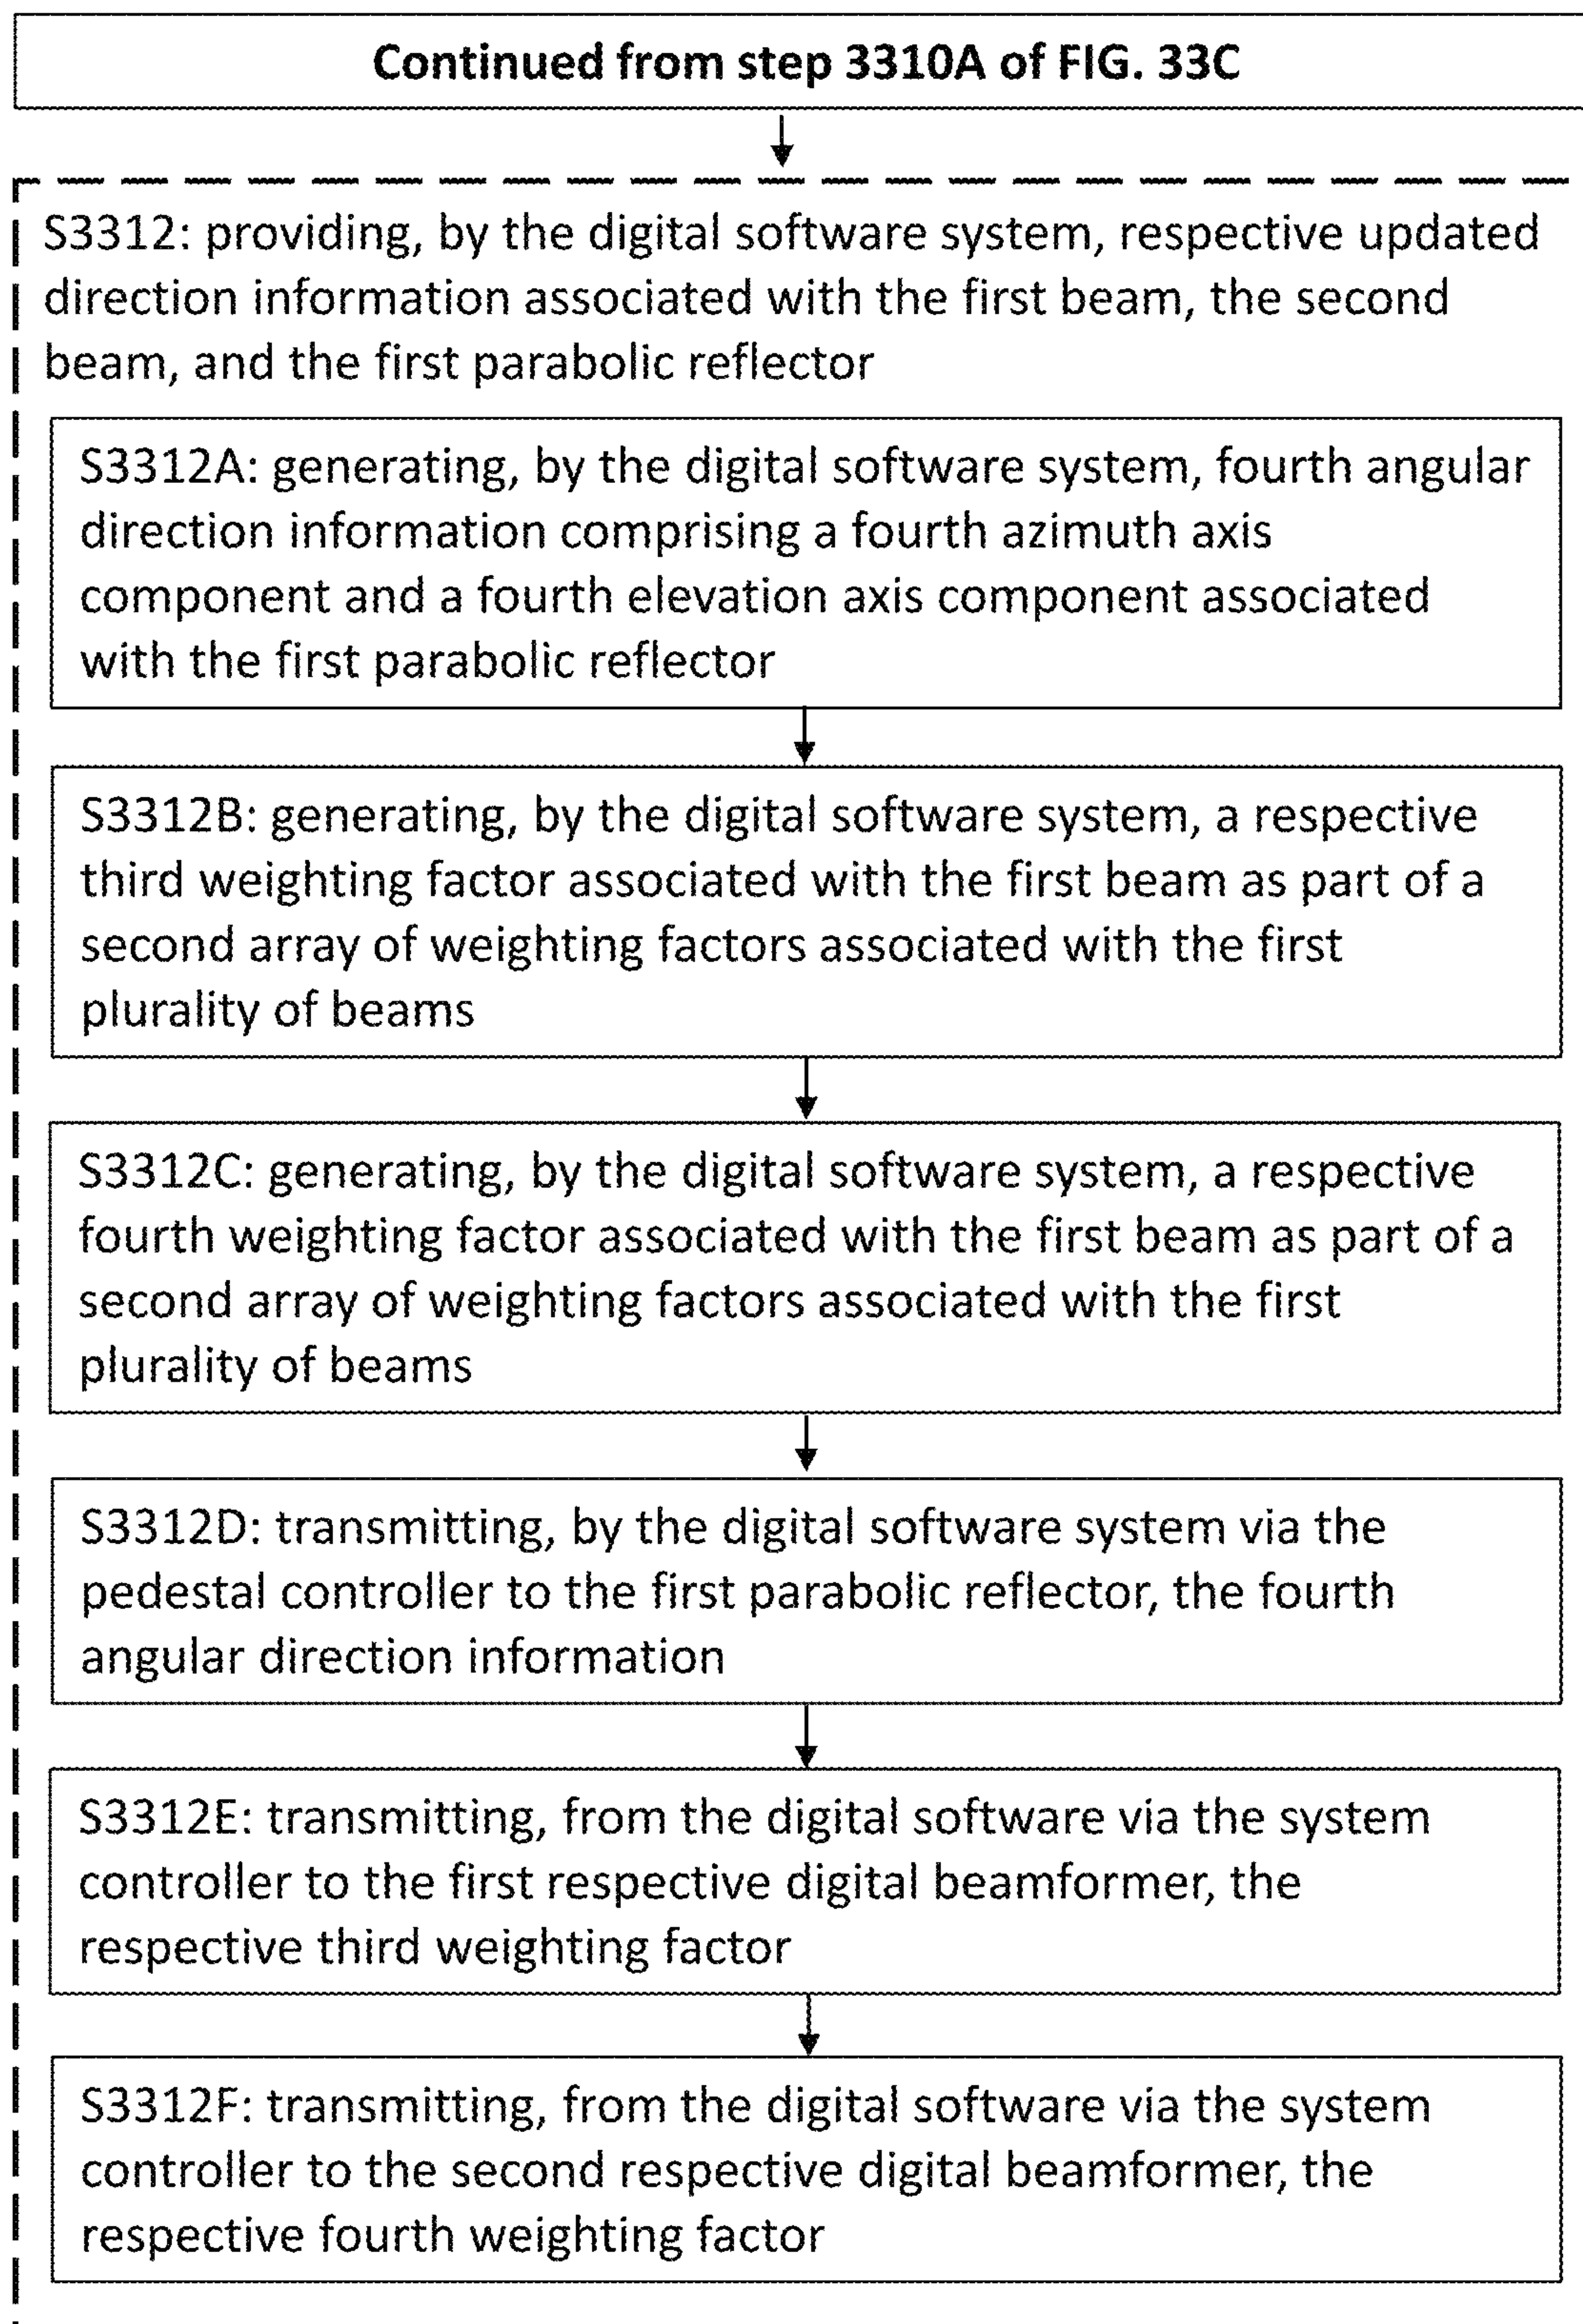 Continued from step 3310A of FIG. 33C
S3312: providing, by the digital software system, respective updated
direction information associated with the first beam, the second
beam, and the first parabolic reflector
S3312A: generating, by the digital software system, fourth angular
direction information comprising a fourth azimuth axis
component and a fourth elevation axis component associated
with the first parabolic reflector
S3312B: generating, by the digital software system, a respective
third weighting factor associated with the first beam as part of a
second array of weighting factors associated with the first
plurality of beams
S3312C: generating, by the digital software system, a respective
fourth weighting factor associated with the first beam as part of a
second array of weighting factors associated with the first
plurality of beams
S3312D: transmitting, by the digital software system via the
pedestal controller to the first parabolic reflector, the fourth
angular direction information
S3312E: transmitting, from the digital software via the system
controller to the first respective digital beamformer, the
respective third weighting factor
S3312F: transmitting, from the digital software via the system
controller to the second respective digital beamformer, the
respective fourth weighting factor